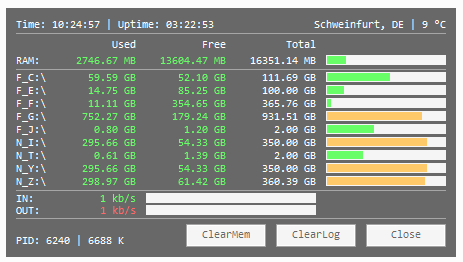 Time: 10:24:57 | Uptime: 03:22:53 Schweinfurt, DE | 9 °C
Used Free Total
RAM: 2746.67 MB 13604.47 MB 16351.14 MB
F_C:\ 59.59 GB 52.10 GB 111.69 GB
F_E:\ 14.75 GB 85.25 GB 100.00 GB
F_F:\ 11.11 GB 354.65 GB 365.76 GB
F_G:\ 752.27 GB 179.24 GB 931.51 GB
F_J:\ 0.80 GB 1.20 GB 2.00 GB
N_I:\ 295.66 GB 54.33 GB 350.00 GB
N_T:\ 0.61 GB 1.39 GB 2.00 GB
N_Y:\ 295.66 GB 54.33 GB 350.00 GB
N_Z:\ 298.97 GB 61.42 GB 360.39 GB
IN: 1 kb/s
OUT: 1 kb/s
PID: 6240 | 6688 K ClearMem ClearLog Close